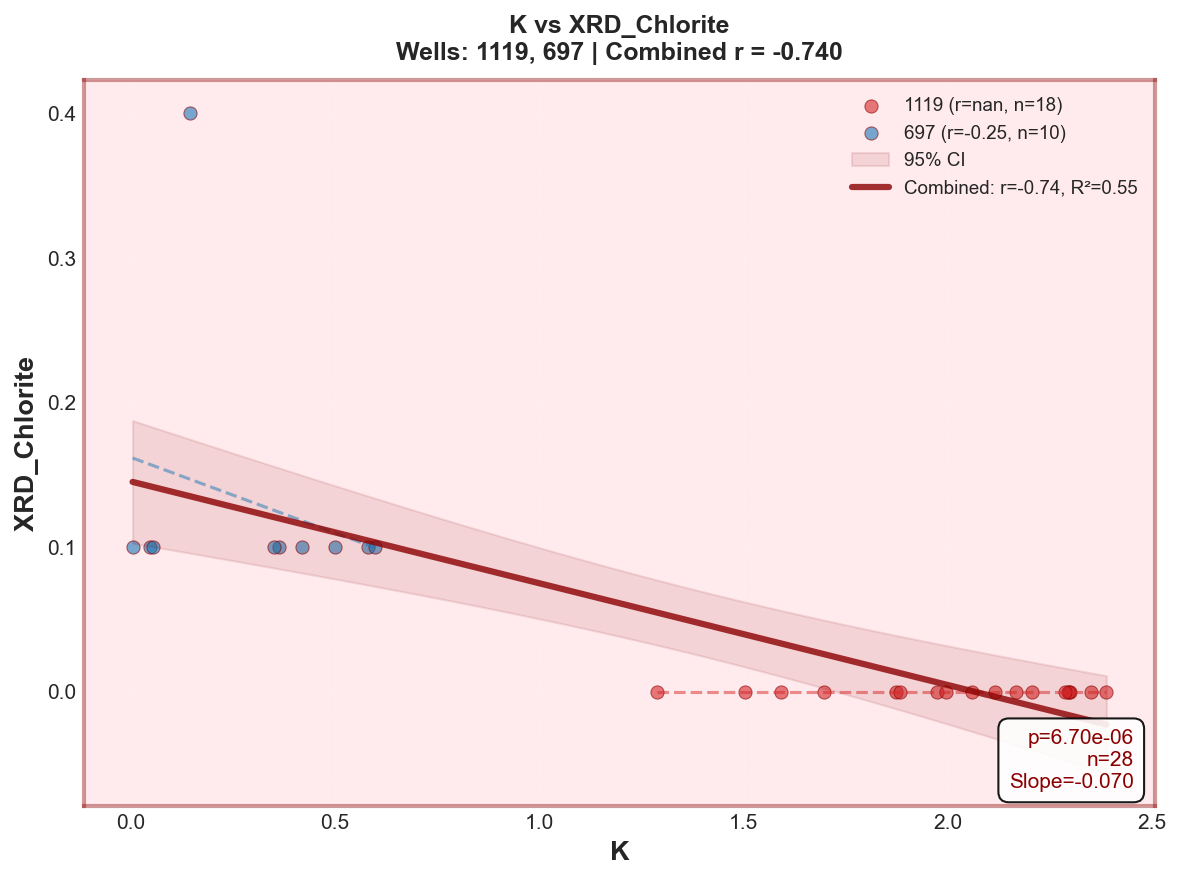 K vs XRD_Chlorite
Wells: 1119, 697 | Combined r = -0.740
1119 (r=nan, n=18)
697 (r=-0.25, n=10)
95% CI
Combined: r=-0.74, R²=0.55
XRD_Chlorite
0.4
0.3
0.2
0.1
0.0
p=6.70e-06
n=28
Slope=-0.070
0.0
0.5
1.0
1.5
2.0
2.5
K